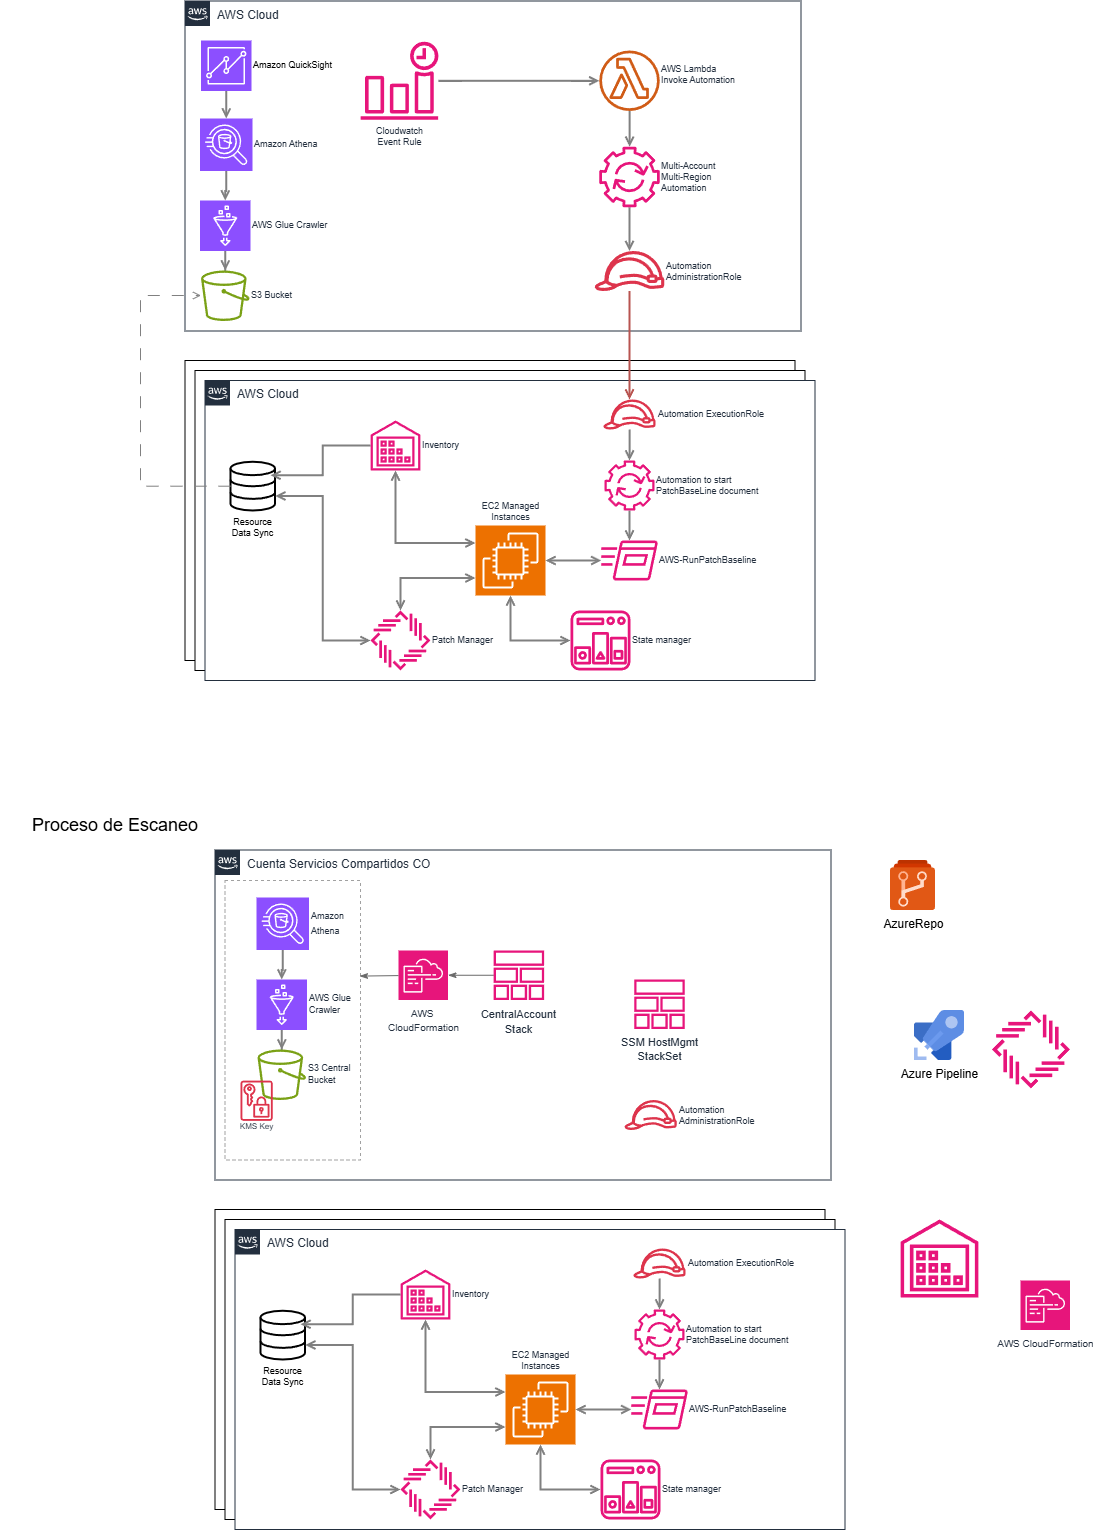 aws
AWS Cloud
Amazon QuickSight
Amazon Athena
AWS Glue Crawler
S3 Bucket
Cloudwatch
Event Rule
AWS Lambda
Invoke Automation
Multi-Account
Multi-Region
Automation
Automation
AdministrationRole
aws
AWS Cloud
Automation ExecutionRole
Inventory
Automation to start
PatchBaseLine document
Resource
Data Sync
EC2 Managed
Instances
AWS-RunPatchBaseline
Patch Manager
State manager
Proceso de Escaneo
aws
Cuenta Servicios Compartidos CO
Amazon
Athena
AWS Glue
Crawler
S3 Central
Bucket
KMS Key
AWS
CloudFormation
CentralAccount
Stack
SSM HostMgmt
StackSet
Automation
AdministrationRole
AzureRepo
Azure Pipeline
aws
AWS Cloud
Automation ExecutionRole
Inventory
Automation to start
PatchBaseLine document
Resource
Data Sync
EC2 Managed
Instances
AWS-RunPatchBaseline
Patch Manager
State manager
AWS CloudFormation